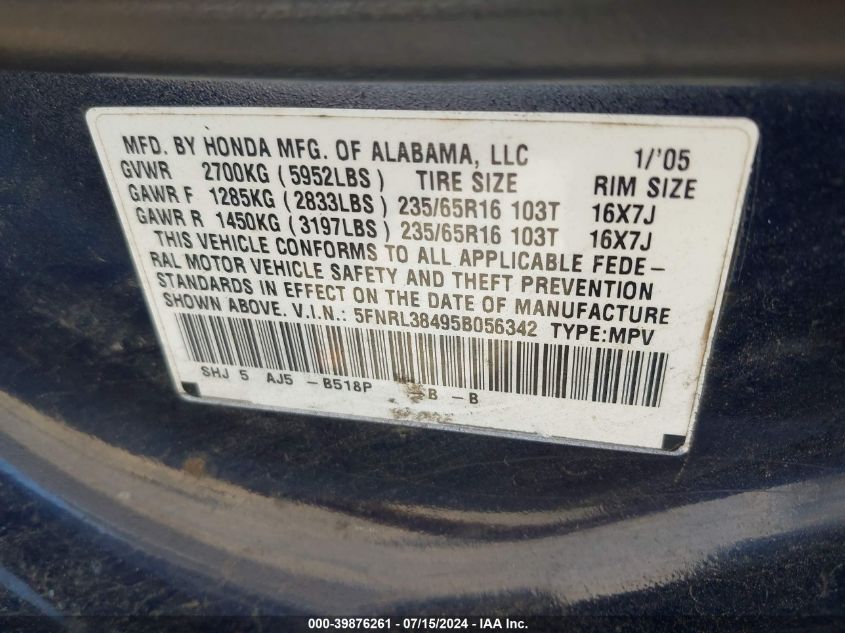 MFD. BY HONDA MFG. OF ALABAMA, LLC 1/'05
GVWR 2700KG (5952LBS) TIRE SIZE RIM SIZE
GAWR F 1285KG (2833LBS) 235/65R16 103T 16X7J
GAWR R 1450KG (3197LBS) 235/65R16 103T 16X7J
THIS VEHICLE CONFORMS TO ALL APPLICABLE FEDE-
RAL MOTOR VEHICLE SAFETY AND THEFT PREVENTION
STANDARDS IN EFFECT ON THE DATE OF MANUFACTURE
SHOWN ABOVE. V.I.N.: 5FNRL38495B056342 TYPE:MPV
SHJ 5 AJ5 -B518P B -B
000-39876261 - 07/15/2024 - IAAI.com